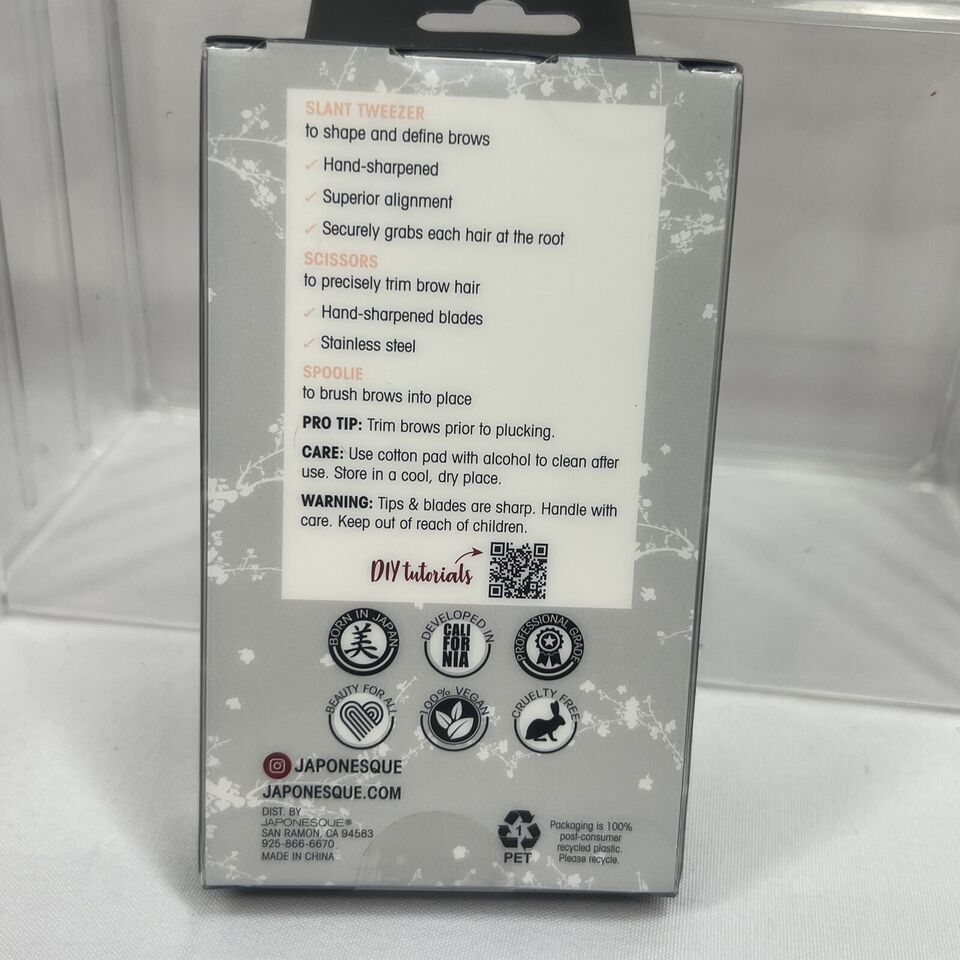 SLANT TWEEZER
to shape and define brows
✓ Hand-sharpened
✓ Superior alignment
✓ Securely grabs each hair at the root
SCISSORS
to precisely trim brow hair
✓ Hand-sharpened blades
✓ Stainless steel
SPOOLIE
to brush brows into place
PRO TIP: Trim brows prior to plucking.
CARE: Use cotton pad with alcohol to clean after
use. Store in a cool, dry place.
WARNING: Tips & blades are sharp. Handle with
care. Keep out of reach of children.
DIY tutorials
BORN IN JAPAN
美
DEVELOPED IN
CALI
FOR
NIA
PROFESSIONAL GRADE
BEAUTY FOR ALL
100% VEGAN
CRUELTY FREE
JAPONESQUE
JAPONESQUE.COM
DIST. BY
JAPONESQUE®
SAN RAMON, CA 94583
925-866-6670
MADE IN CHINA
1
PET
Packaging is 100%
post-consumer
recycled plastic.
Please recycle.